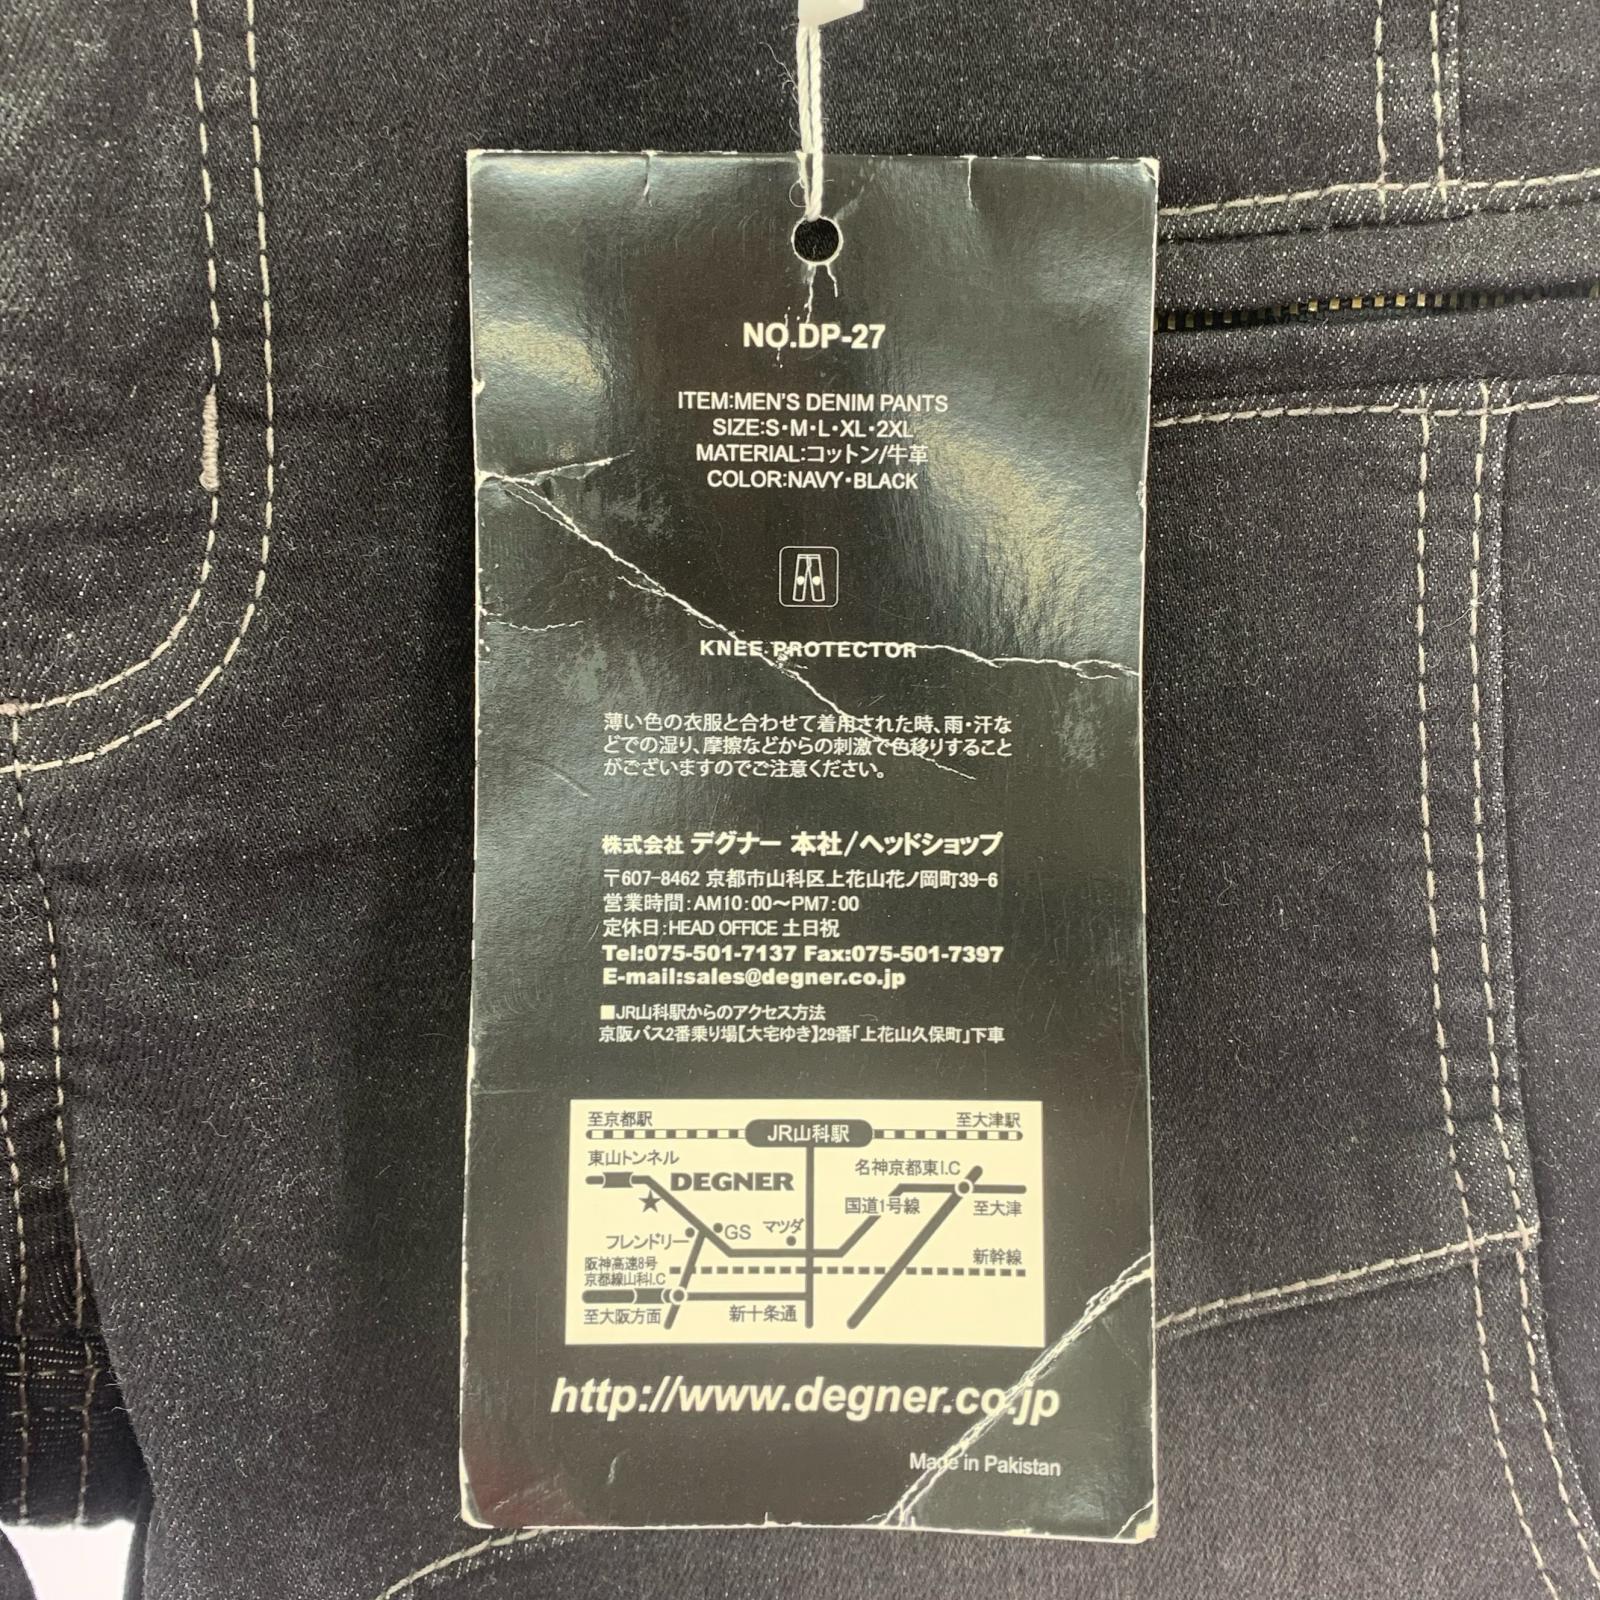 NO.DP-27
ITEM:MEN'S DENIM PANTS
SIZE:S・M・L・XL・2XL
MATERIAL:コットン/牛革
COLOR:NAVY・BLACK
KNEE PROTECTOR
薄い色の衣服と合わせて着用された時、雨・汗な
どでの湿り、摩擦などからの刺激で色移りすること
がございますのでご注意ください。
株式会社 デグナー 本社/ヘッドショップ
〒607-8462 京都市山科区上花山花ノ岡町39-6
営業時間:AM10:00〜PM7:00
定休日:HEAD OFFICE 土日祝
Tel:075-501-7137 Fax:075-501-7397
E-mail:sales@degner.co.jp
■JR山科駅からのアクセス方法
京阪バス2番乗り場【大宅ゆき】29番「上花山久保町」下車
至京都駅
JR山科駅
至大津駅
東山トンネル
DEGNER
名神京都東I.C
国道1号線
至大津
GS
マツダ
フレンドリー
新幹線
阪神高速8号
京都線山科I.C
至大阪方面
新十条通
http://www.degner.co.jp
Made in Pakistan